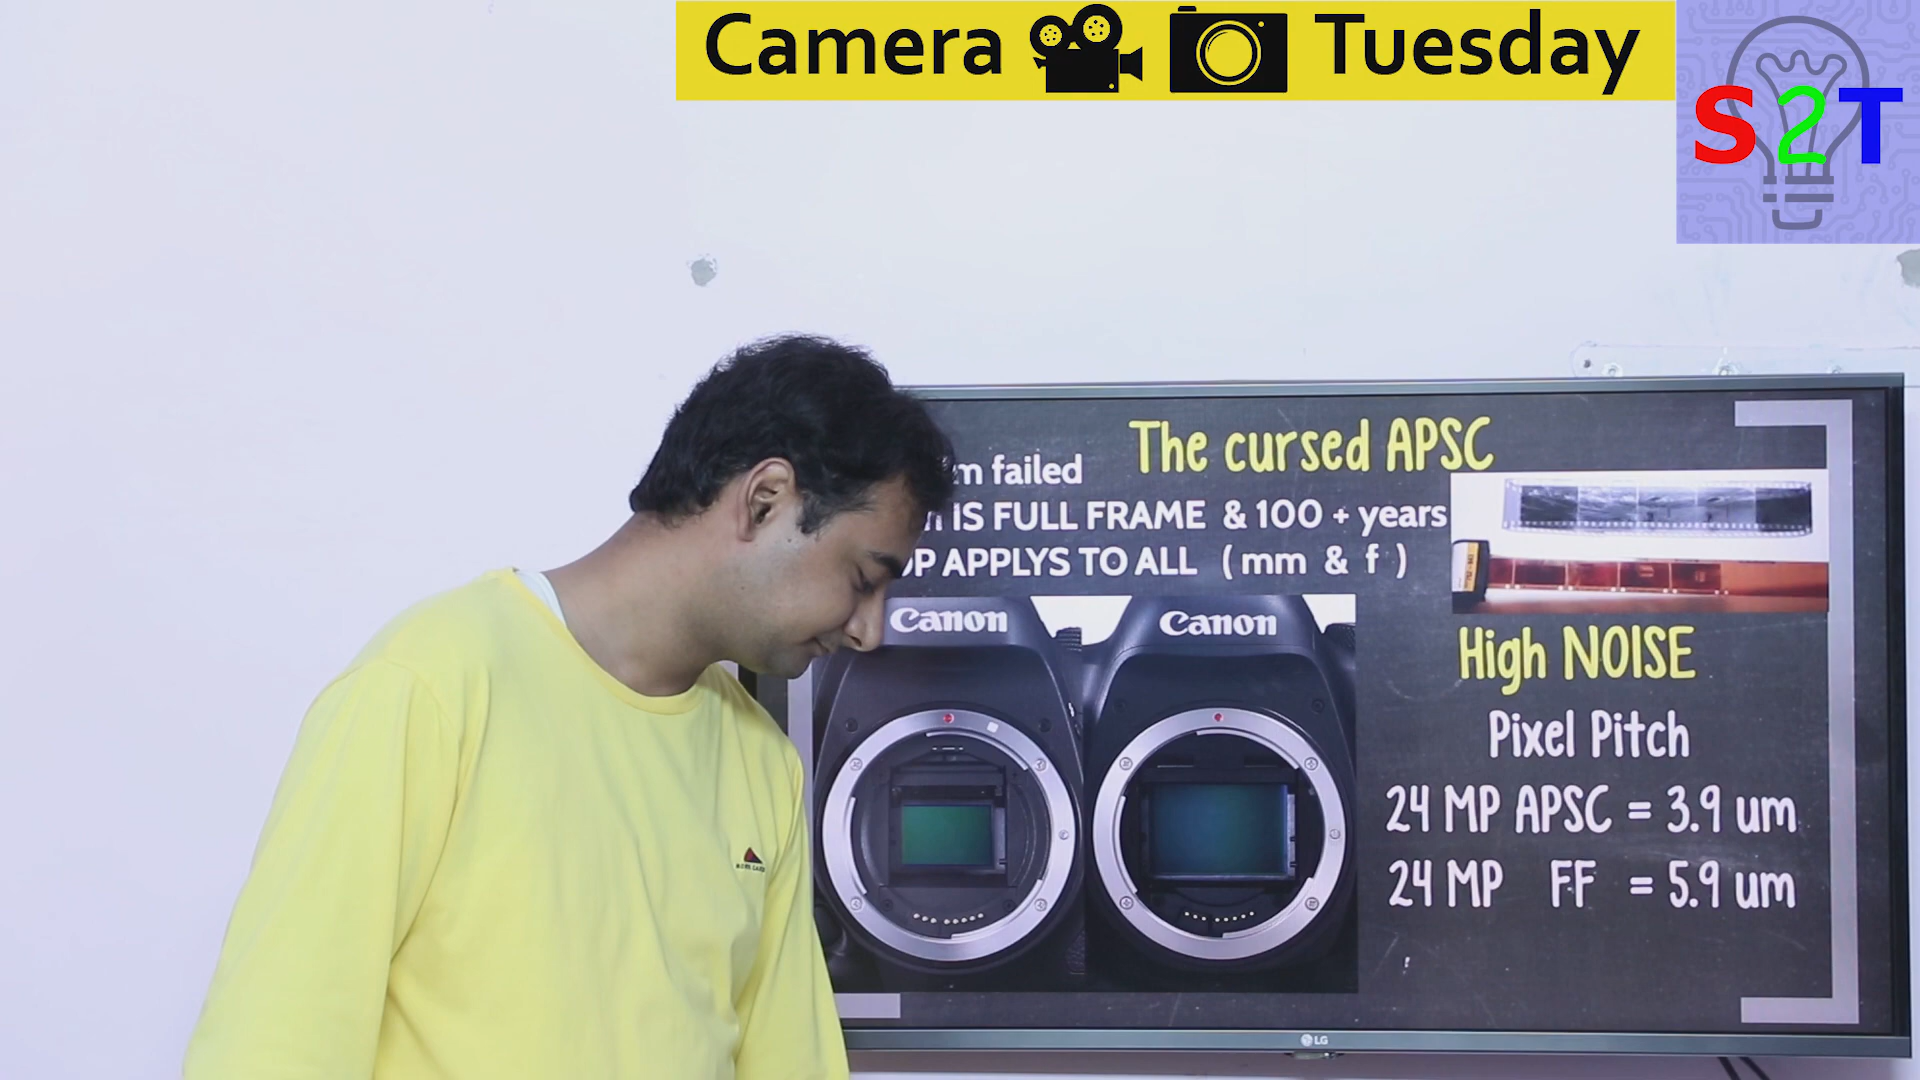 Camera Tuesday
S2T
The cursed APSC
failed
IS FULL FRAME & 100 + years
APPLYS TO ALL ( mm & f )
Canon
Canon
High NOISE
Pixel Pitch
24 MP APSC = 3.9 um
24 MP FF = 5.9 um
LG